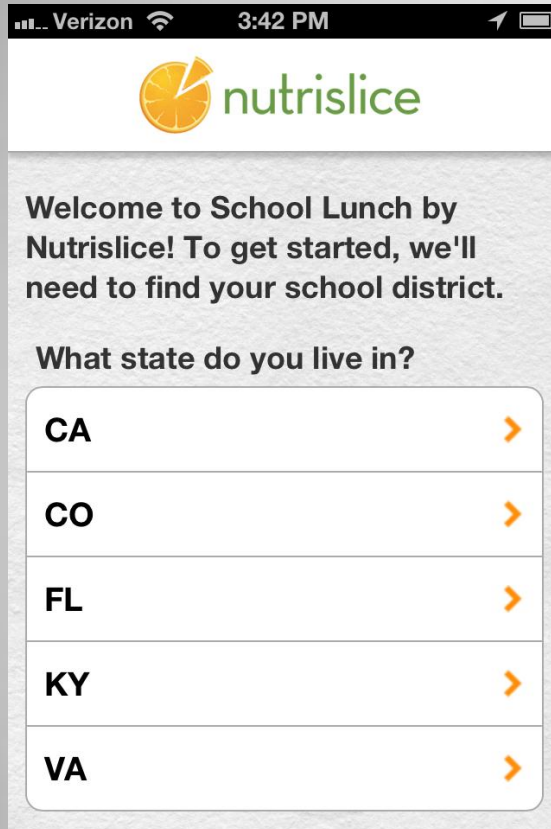 Verizon 3:42 PM
nutrislice
Welcome to School Lunch by
Nutrislice! To get started, we'll
need to find your school district.
What state do you live in?
CA
CO
FL
KY
VA